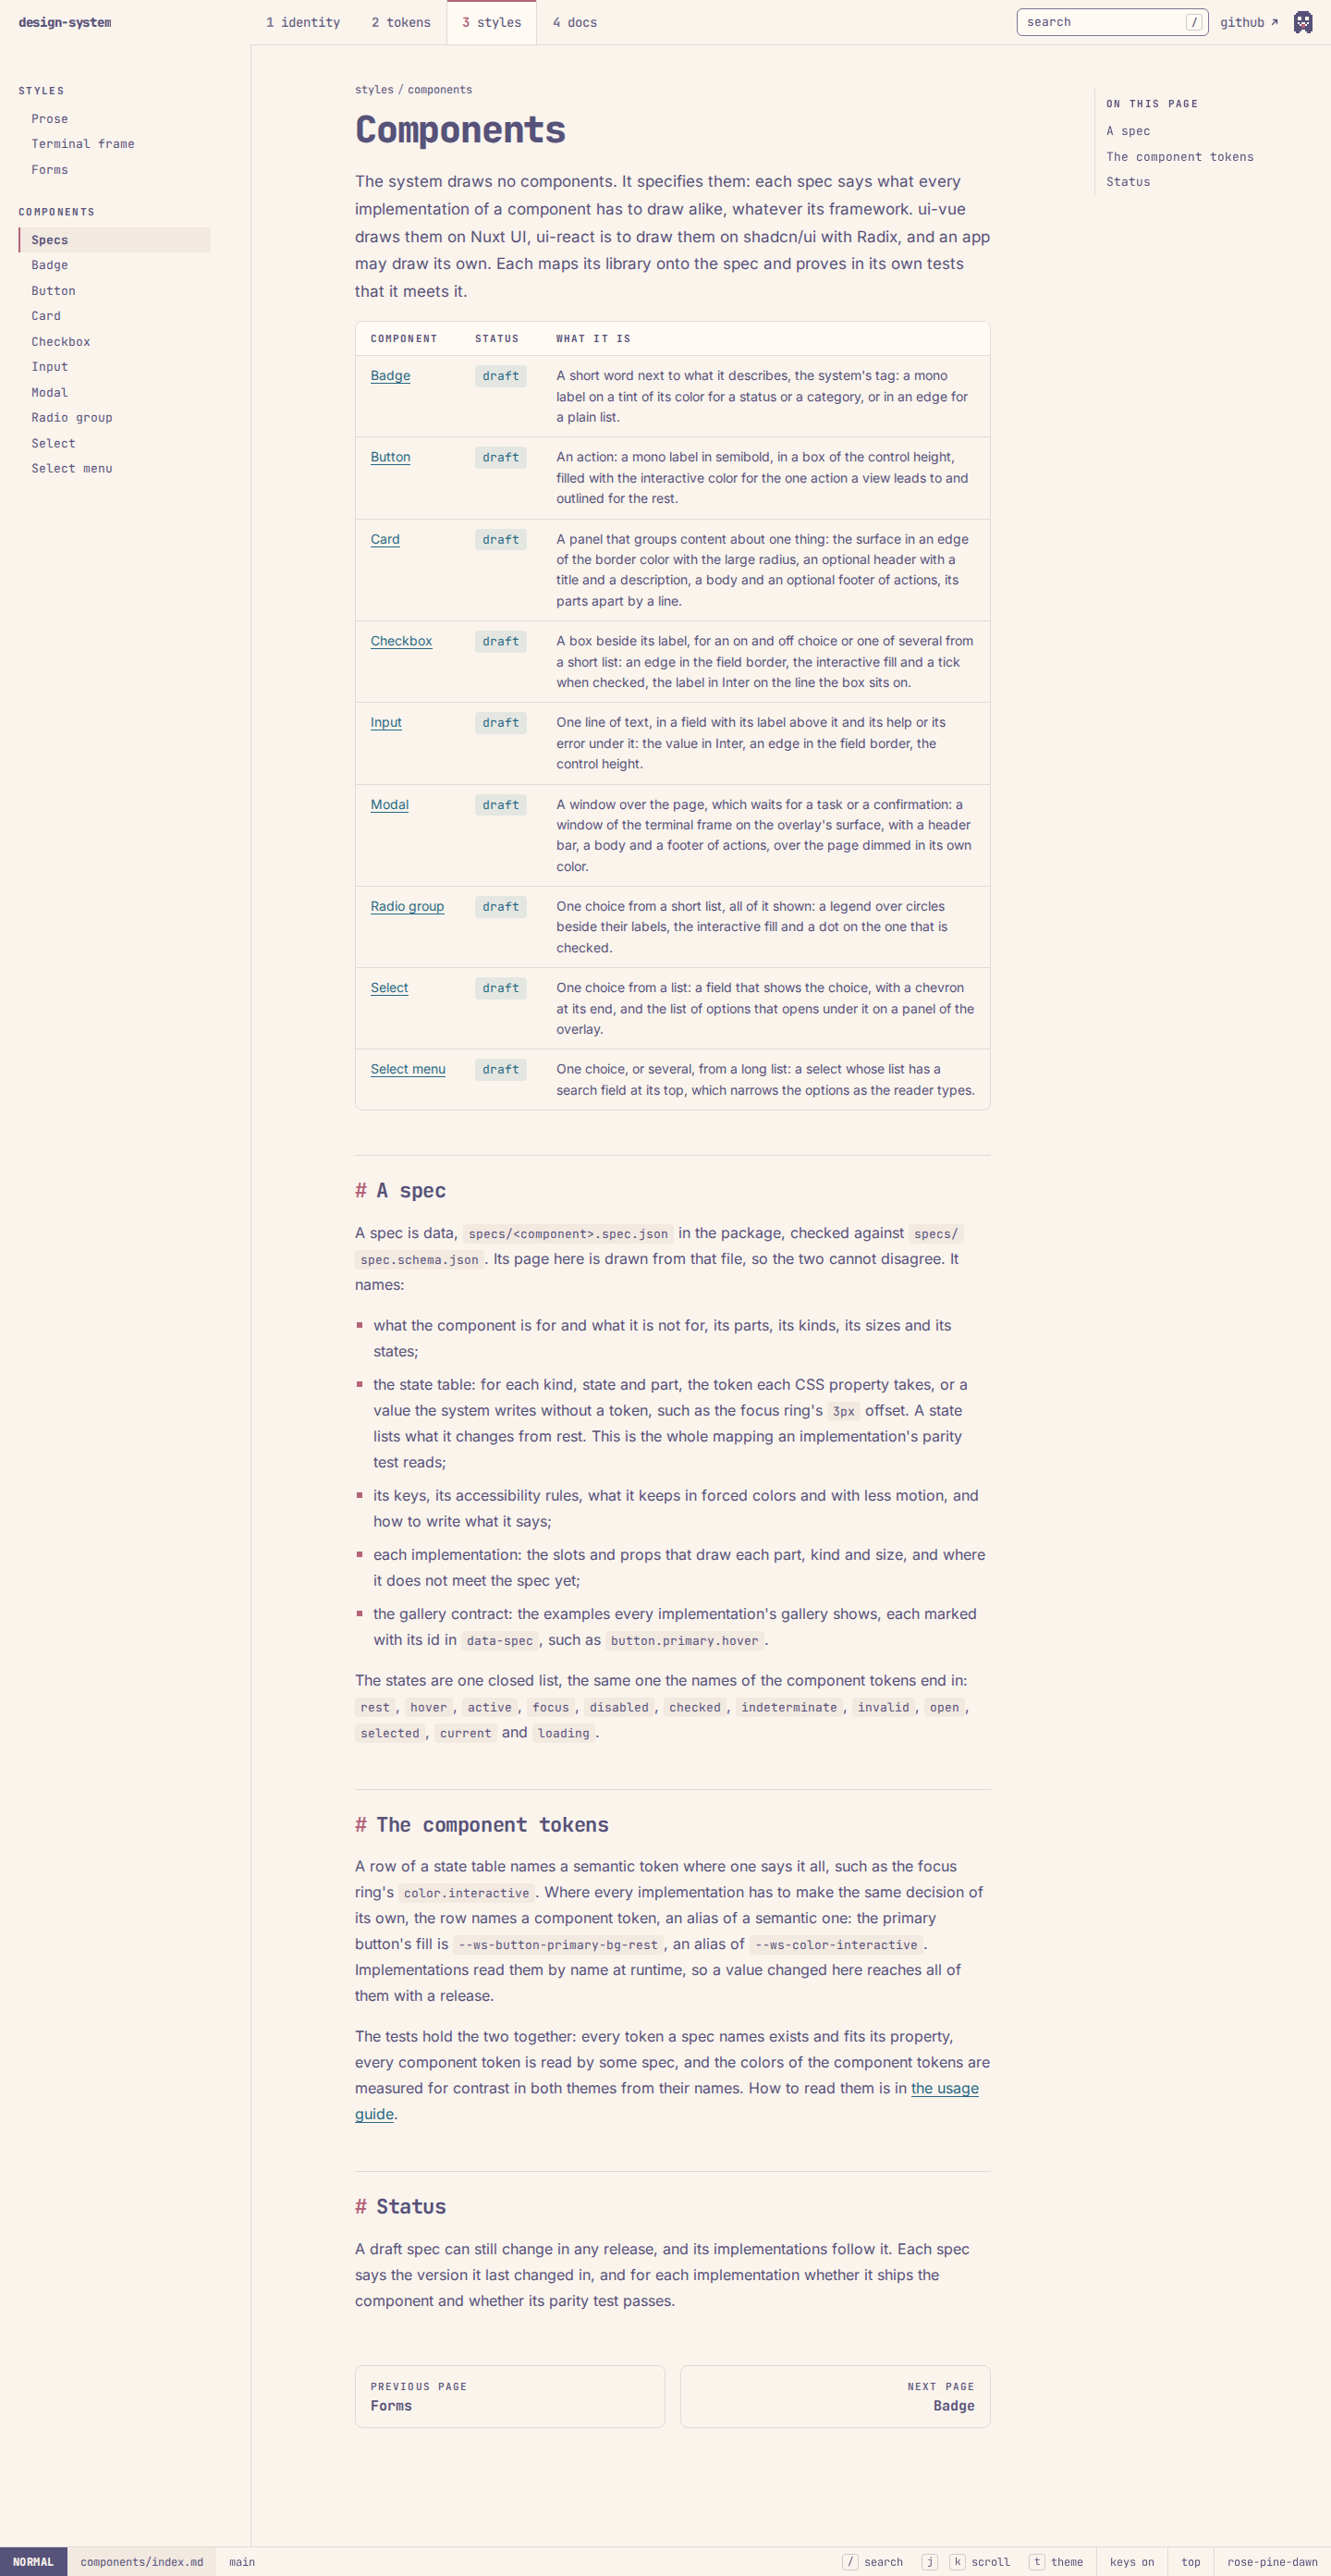 design-system
1 identity
2 tokens
3 styles
4 docs
search /
github ↗
STYLES
Prose
Terminal frame
Forms
COMPONENTS
Specs
Badge
Button
Card
Checkbox
Input
Modal
Radio group
Select
Select menu
styles / components
Components
The system draws no components. It specifies them: each spec says what every
implementation of a component has to draw alike, whatever its framework. ui-vue
draws them on Nuxt UI, ui-react is to draw them on shadcn/ui with Radix, and an app
may draw its own. Each maps its library onto the spec and proves in its own tests
that it meets it.
COMPONENT STATUS WHAT IT IS
Badge draft A short word next to what it describes, the system's tag: a mono
label on a tint of its color for a status or a category, or in an edge for
a plain list.
Button draft An action: a mono label in semibold, in a box of the control height,
filled with the interactive color for the one action a view leads to and
outlined for the rest.
Card draft A panel that groups content about one thing: the surface in an edge
of the border color with the large radius, an optional header with a
title and a description, a body and an optional footer of actions, its
parts apart by a line.
Checkbox draft A box beside its label, for an on and off choice or one of several from
a short list: an edge in the field border, the interactive fill and a tick
when checked, the label in Inter on the line the box sits on.
Input draft One line of text, in a field with its label above it and its help or its
error under it: the value in Inter, an edge in the field border, the
control height.
Modal draft A window over the page, which waits for a task or a confirmation: a
window of the terminal frame on the overlay's surface, with a header
bar, a body and a footer of actions, over the page dimmed in its own
color.
Radio group draft One choice from a short list, all of it shown: a legend over circles
beside their labels, the interactive fill and a dot on the one that is
checked.
Select draft One choice from a list: a field that shows the choice, with a chevron
at its end, and the list of options that opens under it on a panel of the
overlay.
Select menu draft One choice, or several, from a long list: a select whose list has a
search field at its top, which narrows the options as the reader types.
# A spec
A spec is data, specs/<component>.spec.json in the package, checked against specs/
spec.schema.json. Its page here is drawn from that file, so the two cannot disagree. It
names:
what the component is for and what it is not for, its parts, its kinds, its sizes and its
states;
the state table: for each kind, state and part, the token each CSS property takes, or a
value the system writes without a token, such as the focus ring's 3px offset. A state
lists what it changes from rest. This is the whole mapping an implementation's parity
test reads;
its keys, its accessibility rules, what it keeps in forced colors and with less motion, and
how to write what it says;
each implementation: the slots and props that draw each part, kind and size, and where
it does not meet the spec yet;
the gallery contract: the examples every implementation's gallery shows, each marked
with its id in data-spec, such as button.primary.hover.
The states are one closed list, the same one the names of the component tokens end in:
rest, hover, active, focus, disabled, checked, indeterminate, invalid, open,
selected, current and loading.
# The component tokens
A row of a state table names a semantic token where one says it all, such as the focus
ring's color.interactive. Where every implementation has to make the same decision of
its own, the row names a component token, an alias of a semantic one: the primary
button's fill is --ws-button-primary-bg-rest, an alias of --ws-color-interactive.
Implementations read them by name at runtime, so a value changed here reaches all of
them with a release.
The tests hold the two together: every token a spec names exists and fits its property,
every component token is read by some spec, and the colors of the component tokens are
measured for contrast in both themes from their names. How to read them is in the usage
guide.
# Status
A draft spec can still change in any release, and its implementations follow it. Each spec
says the version it last changed in, and for each implementation whether it ships the
component and whether its parity test passes.
PREVIOUS PAGE
Forms
NEXT PAGE
Badge
ON THIS PAGE
A spec
The component tokens
Status
NORMAL components/index.md main / search j k scroll t theme keys on top rose-pine-dawn